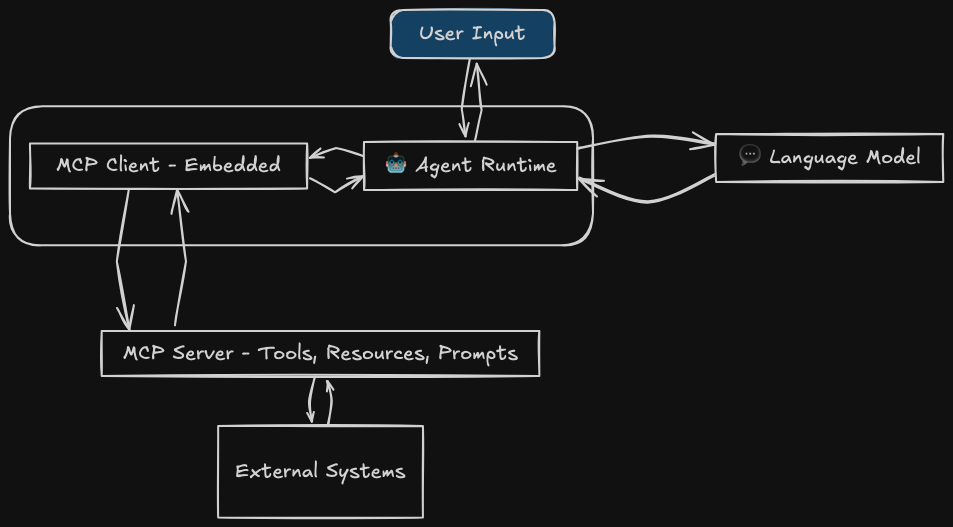 User Input
MCP Client - Embedded
Agent Runtime
Language Model
MCP Server - Tools, Resources, Prompts
External Systems